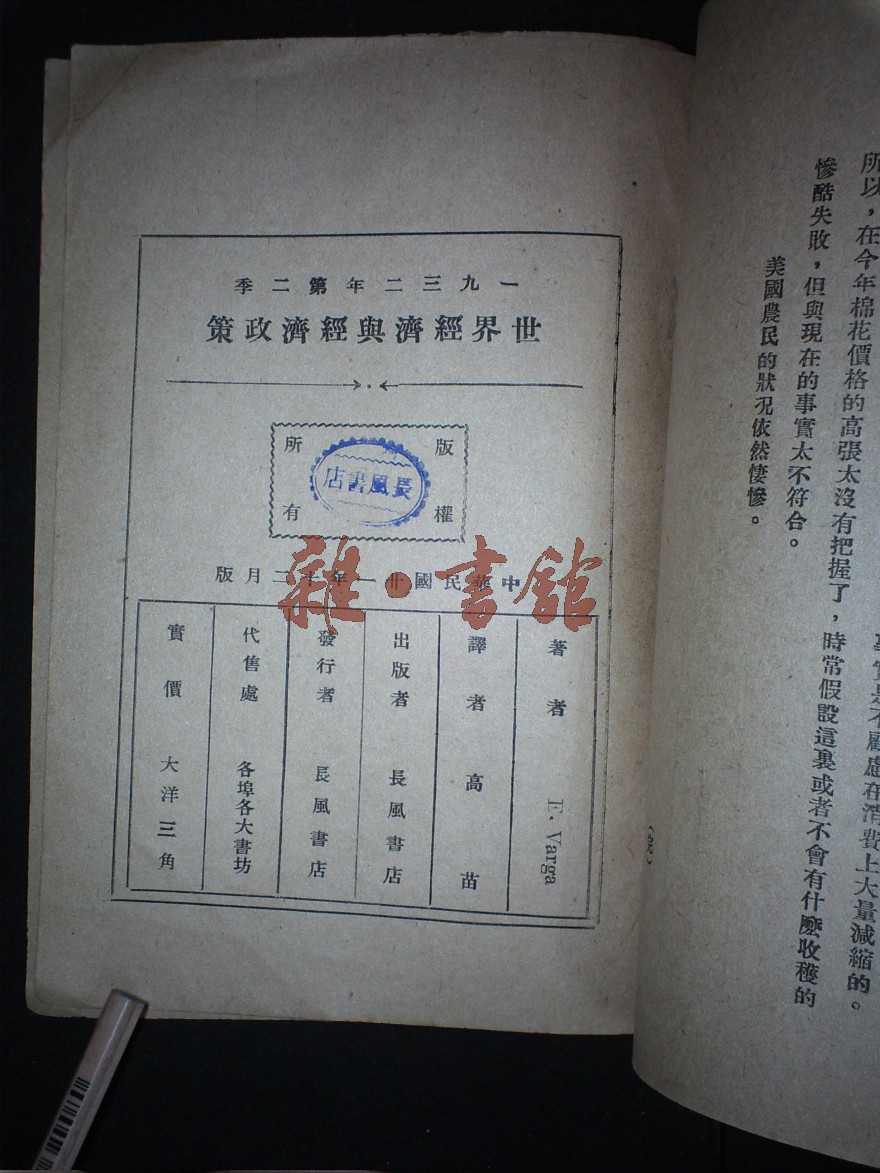 所以，在今年棉花價格的高張太沒有把握了，時常假設這裏或者不會有什麼收穫的
慘酷失敗，但與現在的事實太不符合。
美國農民的狀況依然悽慘。
（完）
一九三二年第二季
世界經濟與經濟政策
版權
所有
長風書店
中華民國廿一年十二月版
著者 E. Varga
譯者 高苗
出版者 長風書店
發行者 長風書店
代售處 各埠各大書坊
實價 大洋三角
雜·書館